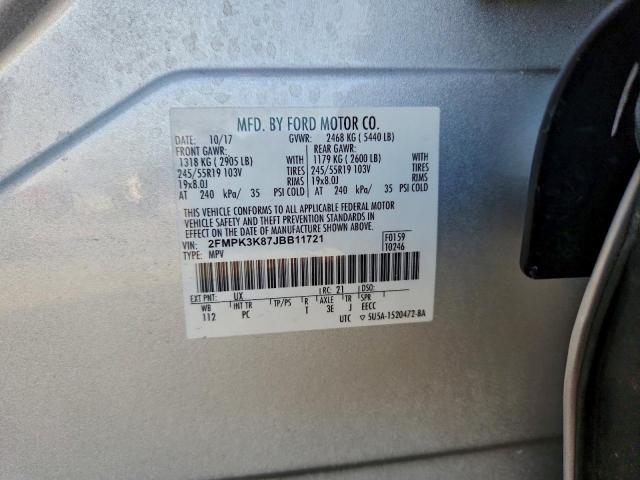 MFD. BY FORD MOTOR CO.
DATE: 10/17 GVWR: 2468 KG ( 5440 LB)
FRONT GAWR: REAR GAWR:
1318 KG ( 2905 LB) WITH 1179 KG ( 2600 LB) WITH
245/55R19 103V TIRES 245/55R19 103V TIRES
19x8.0J RIMS 19x8.0J RIMS
AT 240 kPa/ 35 PSI COLD AT 240 kPa/ 35 PSI COLD
THIS VEHICLE CONFORMS TO ALL APPLICABLE FEDERAL MOTOR
VEHICLE SAFETY AND THEFT PREVENTION STANDARDS IN
EFFECT ON THE DATE OF MANUFACTURE SHOWN ABOVE.
VIN: 2FMPK3K87JBB11721 F0159
TYPE: MPV T0246
EXT PNT: UX RC: 21 DSO:
WB INT TR TP/PS R AXLE TR SPR
112 PC T 3E J EECC
UTC 5U5A-1520472-BA